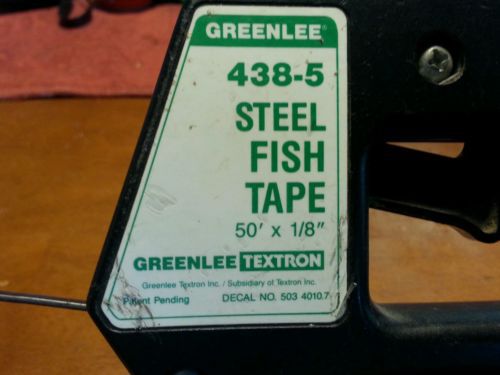 GREENLEE®
438-5
STEEL
FISH
TAPE
50' x 1/8"
GREENLEE TEXTRON
Greenlee Textron Inc. / Subsidiary of Textron Inc.
Patent Pending DECAL NO. 503 4010.7